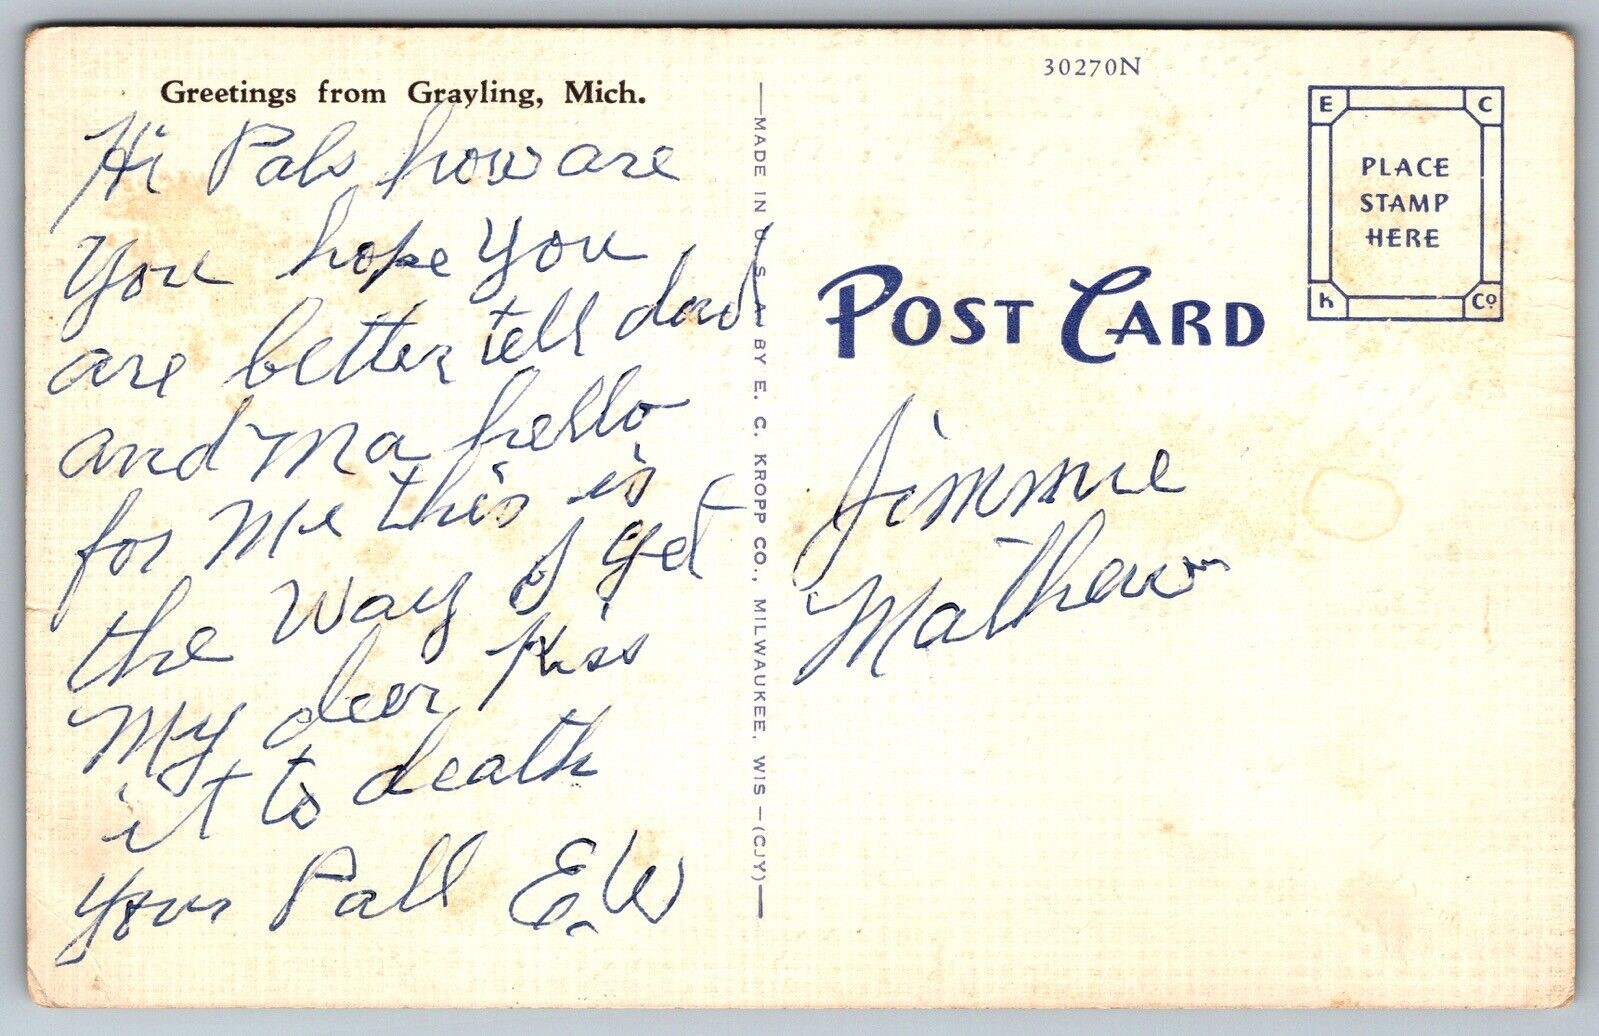 Greetings from Grayling, Mich.
Hi Pals how are
you hope you
are better tell dad
and Ma hello
for Me this is
the way I get
My deer Kiss
it to death
your Pall E.W
MADE IN U.S.A. BY E. C. KROPP CO., MILWAUKEE, WIS—(CJY)
30270N
E C
PLACE
STAMP
HERE
K Co
POST CARD
Jimmie
Mathew